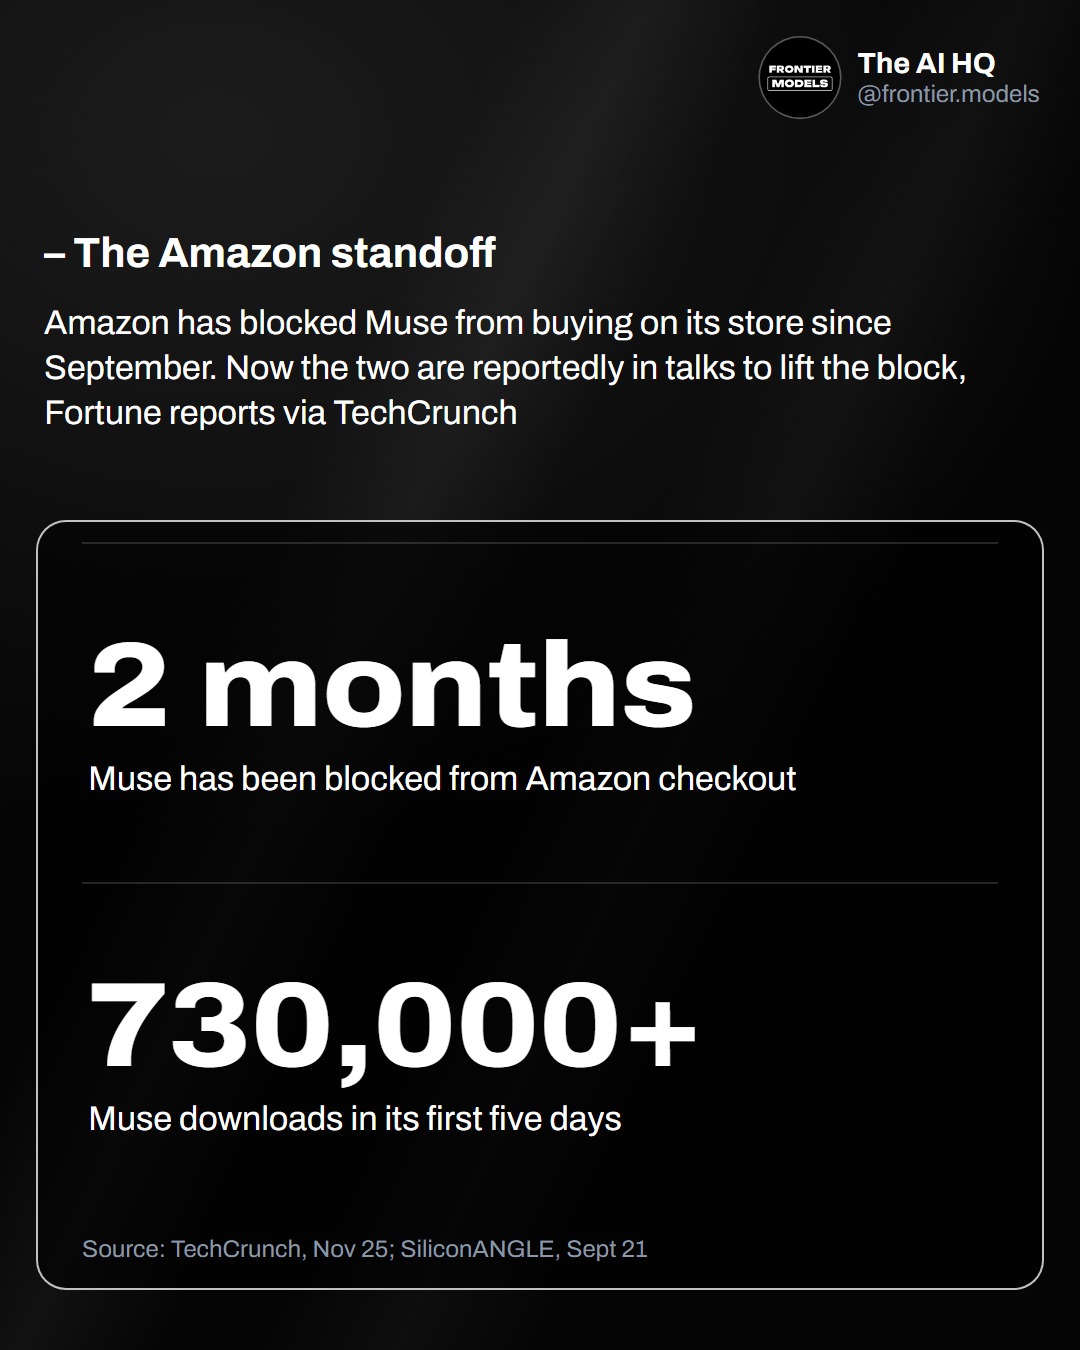 FRONTIER
MODELS
The AI HQ
@frontier.models
– The Amazon standoff
Amazon has blocked Muse from buying on its store since
September. Now the two are reportedly in talks to lift the block,
Fortune reports via TechCrunch
2 months
Muse has been blocked from Amazon checkout
730,000+
Muse downloads in its first five days
Source: TechCrunch, Nov 25; SiliconANGLE, Sept 21